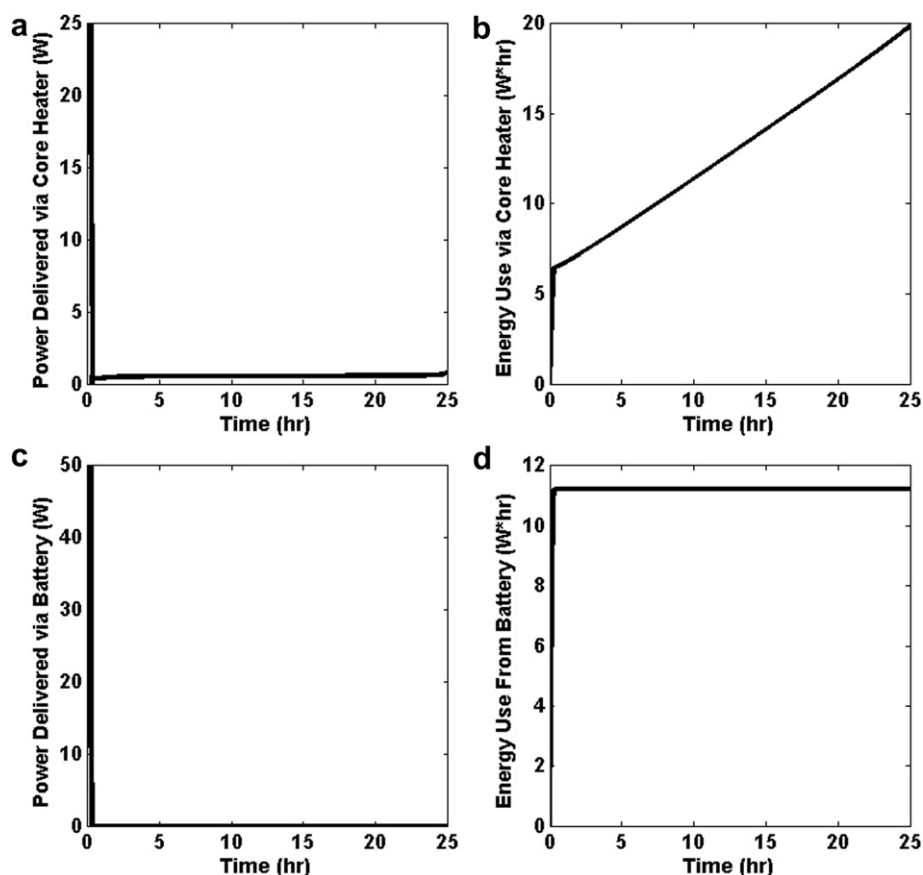 a
Power Delivered via Core Heater (W)
25
20
15
10
5
0
0 5 10 15 20 25
Time (hr)
b
Energy Use via Core Heater (W*hr)
20
15
10
5
0
0 5 10 15 20 25
Time (hr)
c
Power Delivered via Battery (W)
50
40
30
20
10
0
0 5 10 15 20 25
Time (hr)
d
Energy Use From Battery (W*hr)
12
10
8
6
4
2
0
0 5 10 15 20 25
Time (hr)